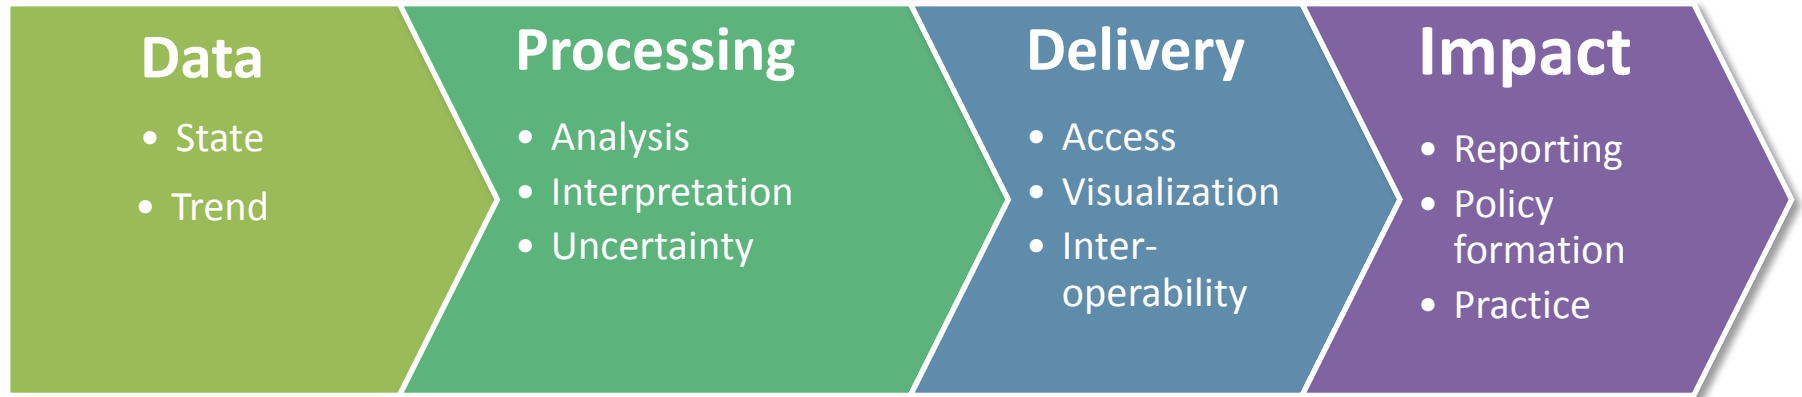 Data
• State
• Trend
Processing
• Analysis
• Interpretation
• Uncertainty
Delivery
• Access
• Visualization
• Inter-
operability
Impact
• Reporting
• Policy
formation
• Practice